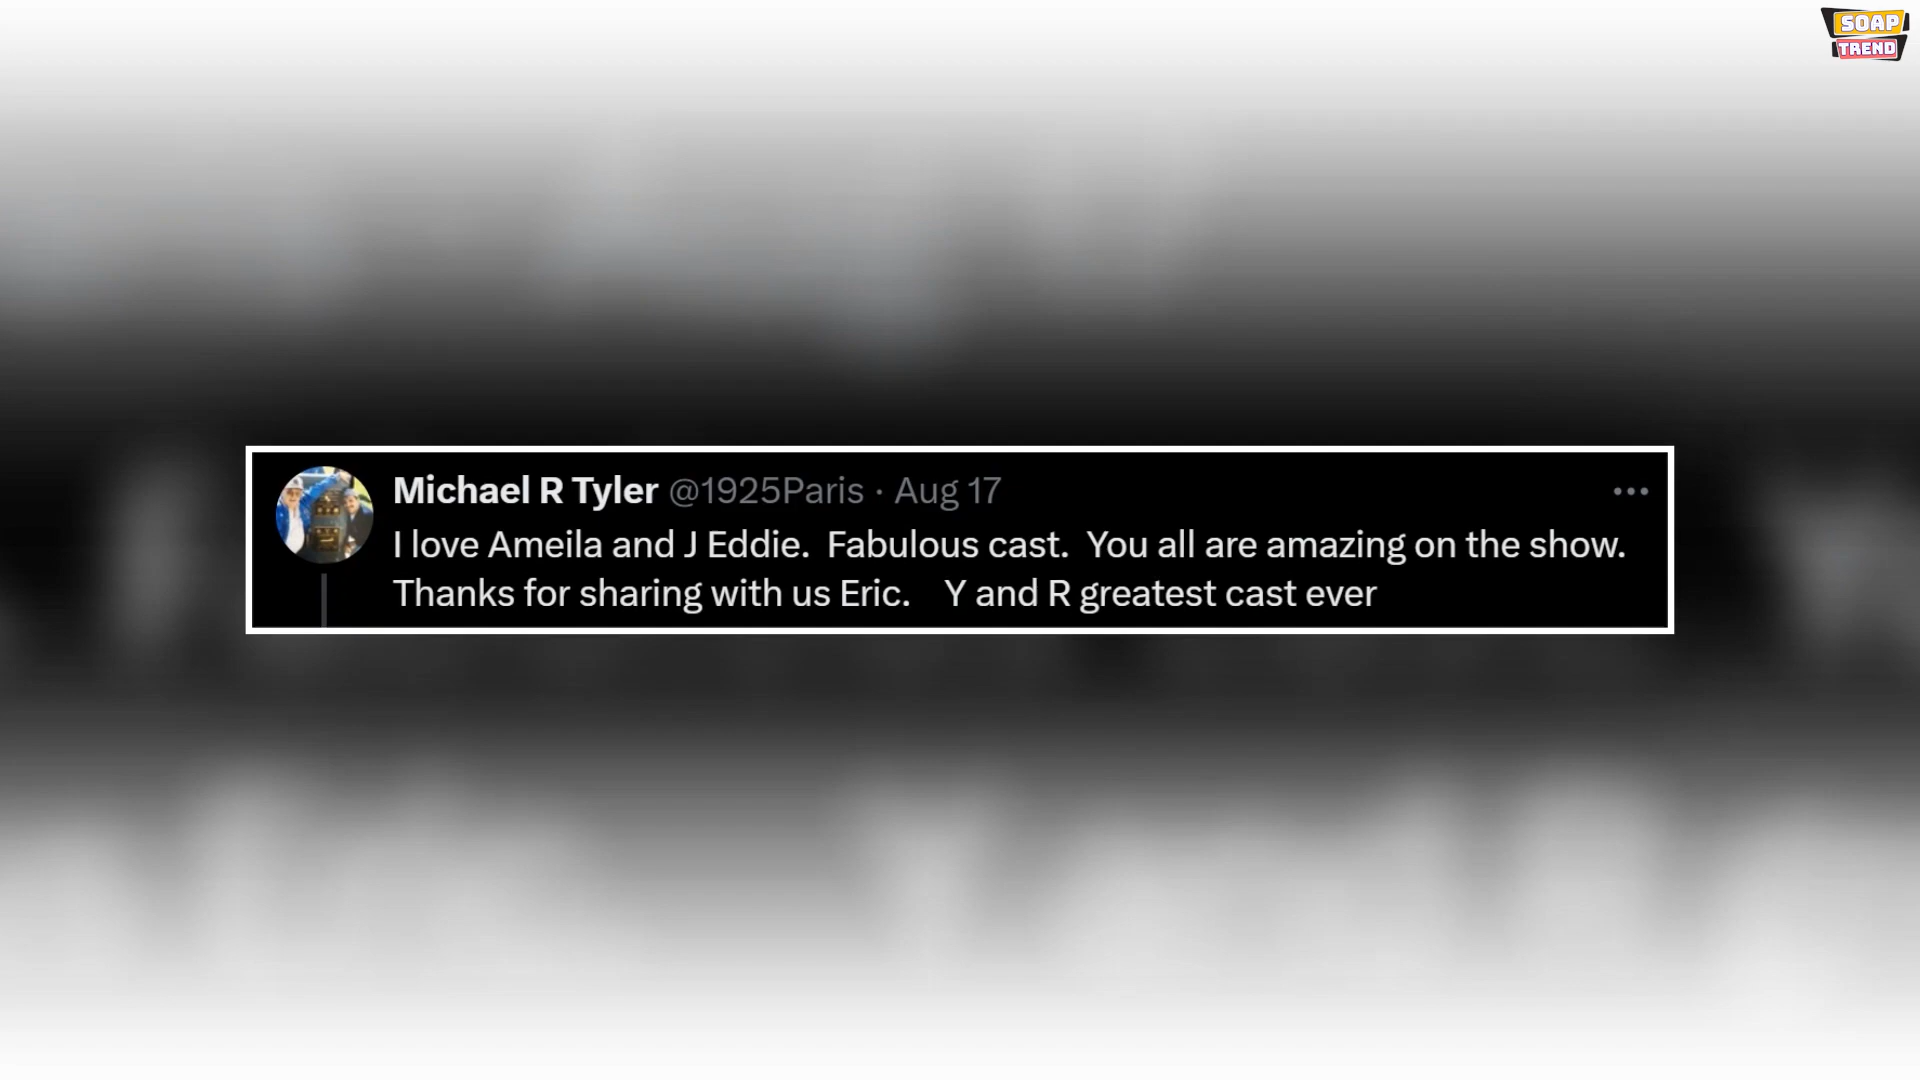 SOAP
TREND
Michael R Tyler @1925Paris · Aug 17
I love Ameila and J Eddie.  Fabulous cast.  You all are amazing on the show.
Thanks for sharing with us Eric.    Y and R greatest cast ever